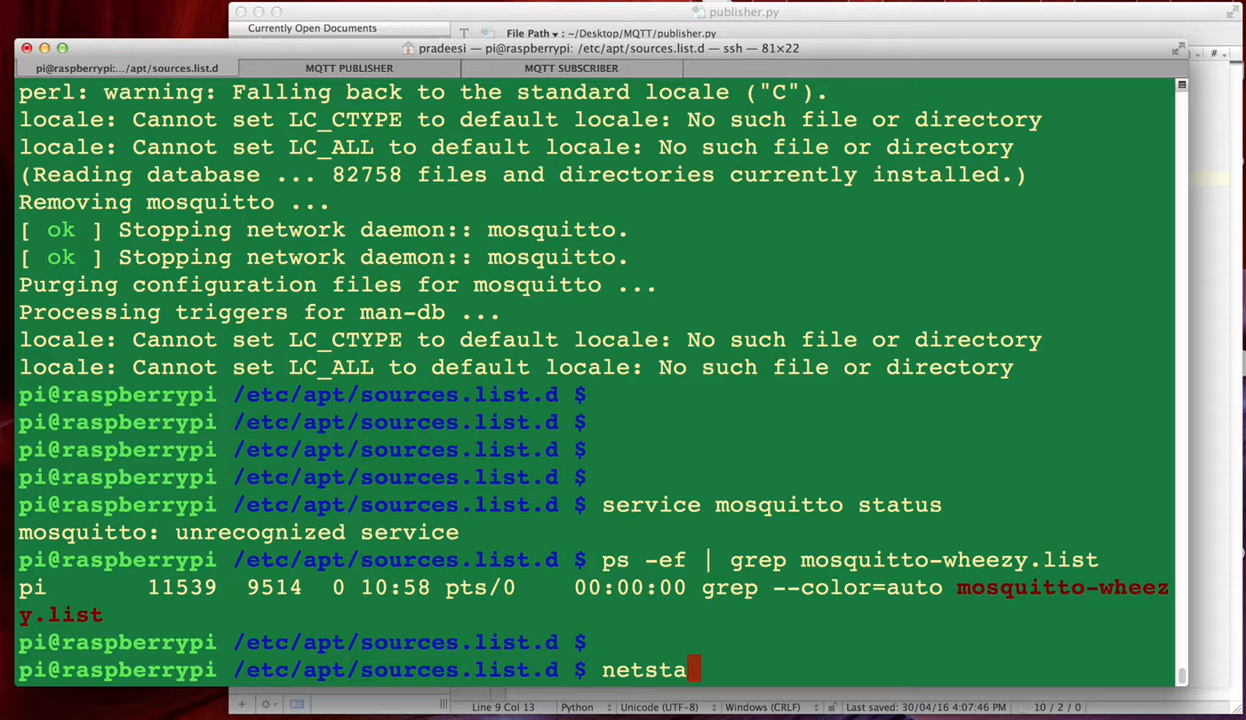 publisher.py
Currently Open Documents
File Path : ~/Desktop/MQTT/publisher.py
pradeesi — pi@raspberrypi: /etc/apt/sources.list.d — ssh — 81×22
pi@raspberrypi:.../apt/sources.list.d
MQTT PUBLISHER
MQTT SUBSCRIBER
perl: warning: Falling back to the standard locale ("C").
locale: Cannot set LC_CTYPE to default locale: No such file or directory
locale: Cannot set LC_ALL to default locale: No such file or directory
(Reading database ... 82758 files and directories currently installed.)
Removing mosquitto ...
[ ok ] Stopping network daemon:: mosquitto.
[ ok ] Stopping network daemon:: mosquitto.
Purging configuration files for mosquitto ...
Processing triggers for man-db ...
locale: Cannot set LC_CTYPE to default locale: No such file or directory
locale: Cannot set LC_ALL to default locale: No such file or directory
pi@raspberrypi /etc/apt/sources.list.d $
pi@raspberrypi /etc/apt/sources.list.d $
pi@raspberrypi /etc/apt/sources.list.d $
pi@raspberrypi /etc/apt/sources.list.d $
pi@raspberrypi /etc/apt/sources.list.d $ service mosquitto status
mosquitto: unrecognized service
pi@raspberrypi /etc/apt/sources.list.d $ ps -ef | grep mosquitto-wheezy.list
pi 11539 9514 0 10:58 pts/0 00:00:00 grep --color=auto mosquitto-wheez
y.list
pi@raspberrypi /etc/apt/sources.list.d $
pi@raspberrypi /etc/apt/sources.list.d $ netsta
Line 9 Col 13 Python Unicode (UTF-8) Windows (CRLF) Last saved: 30/04/16 4:07:46 PM 10 / 2 / 0